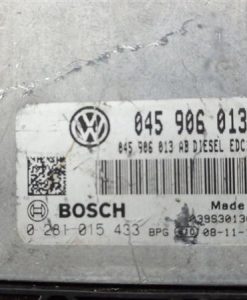 045 906 013
045 906 013 AB DIESEL EDC
BOSCH
Made
0 281 015 433 BPG 08-11-